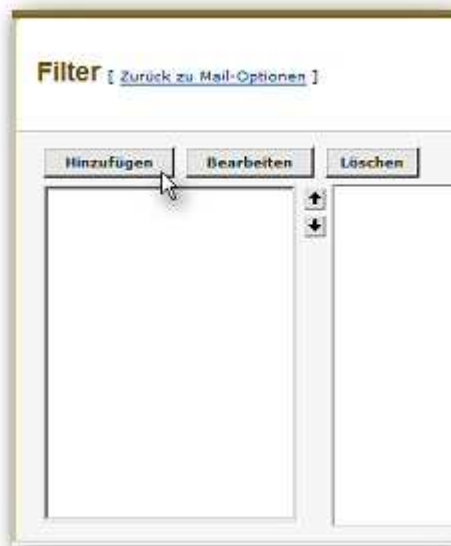 Filter [ Zurück zu Mail-Optionen ]
Hinzufügen Bearbeiten Löschen